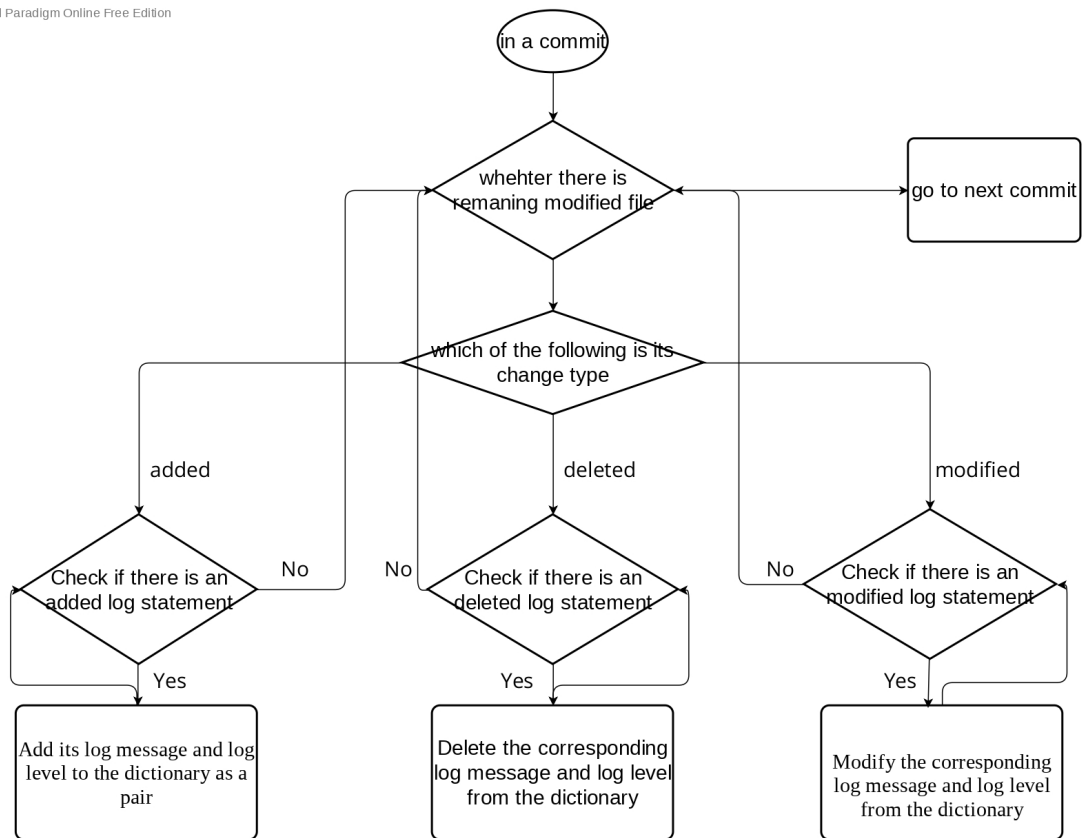 Paradigm Online Free Edition
in a commit
whehter there is
remaning modified file
go to next commit
which of the following is its
change type
added
deleted
modified
No
No
No
Check if there is an
added log statement
Check if there is an
deleted log statement
Check if there is an
modified log statement
Yes
Yes
Yes
Add its log message and log
level to the dictionary as a
pair
Delete the corresponding
log message and log level
from the dictionary
Modify the corresponding
log message and log level
from the dictionary